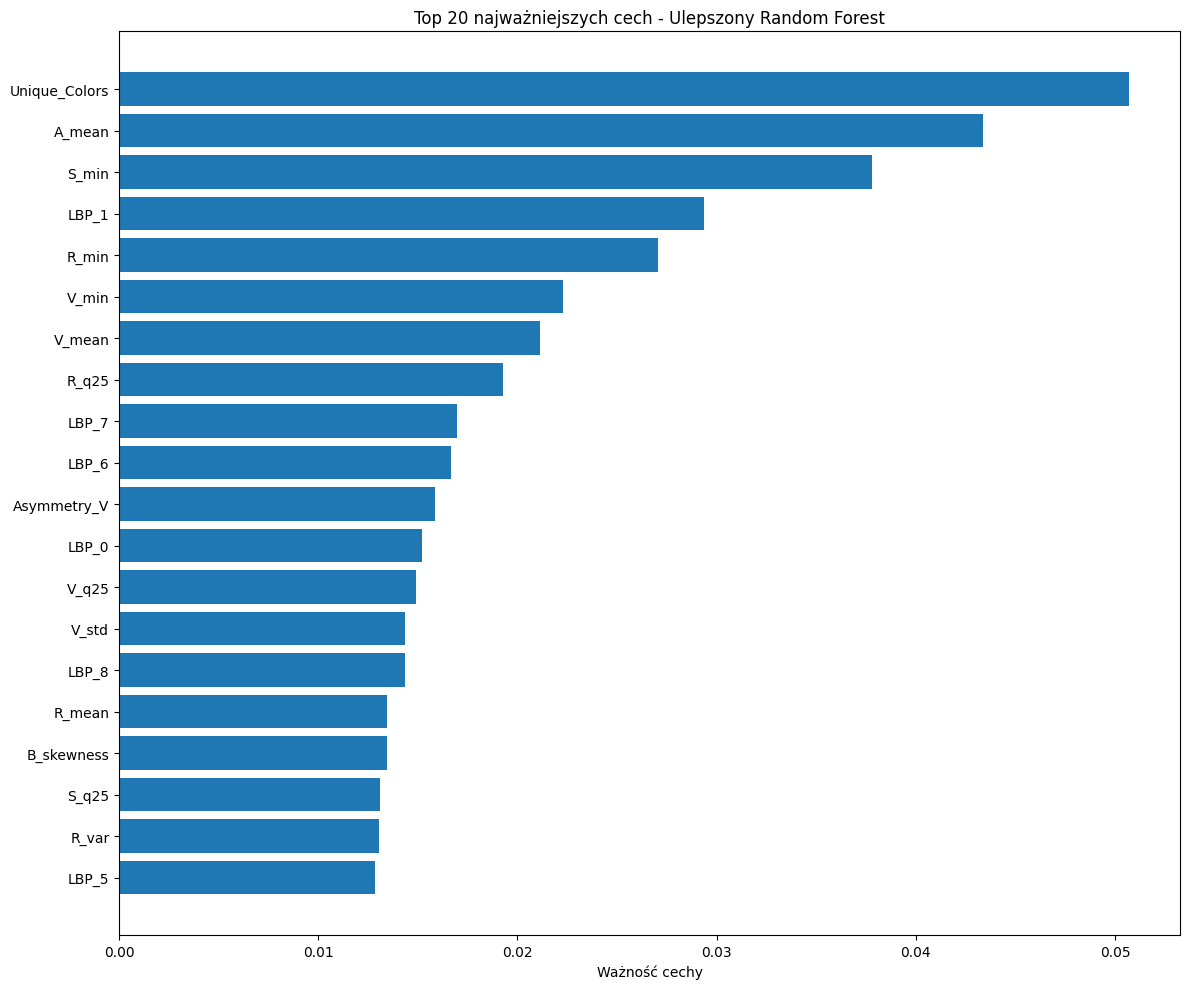 Top 20 najważniejszych cech - Ulepszony Random Forest
Unique_Colors
A_mean
S_min
LBP_1
R_min
V_min
V_mean
R_q25
LBP_7
LBP_6
Asymmetry_V
LBP_0
V_q25
V_std
LBP_8
R_mean
B_skewness
S_q25
R_var
LBP_5
0.00 0.01 0.02 0.03 0.04 0.05
Ważność cechy